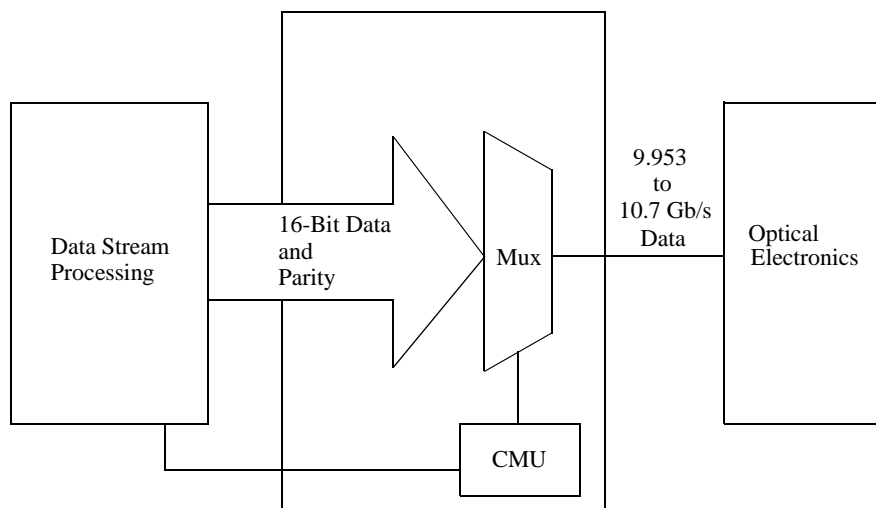 Data Stream
Processing
16-Bit Data
and
Parity
Mux
CMU
9.953
to
10.7 Gb/s
Data
Optical
Electronics